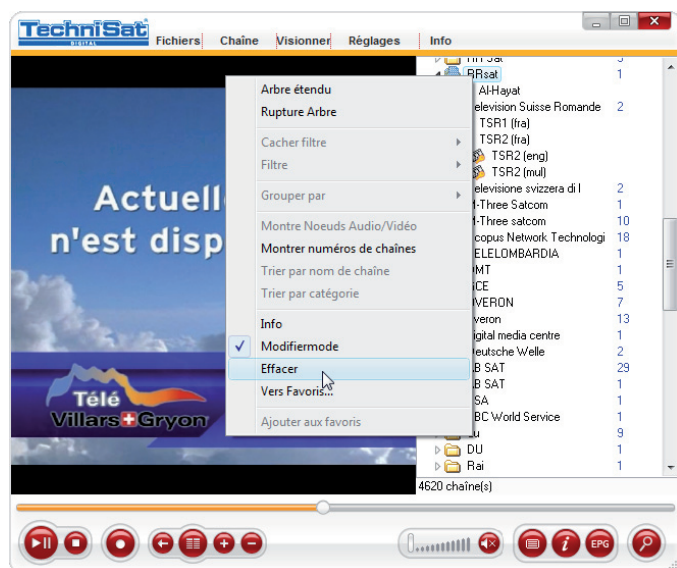 TechniSat
DIGITAL
Fichiers Chaîne Visionner Réglages Info
RRsat 1
Al-Hayat
Arbre étendu
elevision Suisse Romande 2
Rupture Arbre
TSR1 (fra)
TSR2 (fra)
Cacher filtre
TSR2 (eng)
Filtre
TSR2 (mul)
Grouper par
elevisione svizzera di l 2
-Three Satcom 1
Montre Noeuds Audio/Vidéo
-Three satcom 10
Montrer numéros de chaînes
copus Network Technologi 18
Trier par nom de chaîne
ELELOMBARDIA 1
MT 1
Trier par catégorie
CE 5
VERON 7
Info
veron 13
Modifiermode
igital media centre 1
eutsche Welle 2
Effacer
B SAT 29
Vers Favoris...
B SAT 1
SA 1
Ajouter aux favoris
BC World Service 1
9
DU 1
Rai 1
4620 chaîne(s)
Actuell
n'est disp
Télé
Villars Gryon
EPG